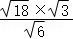 √18 × √3
√6